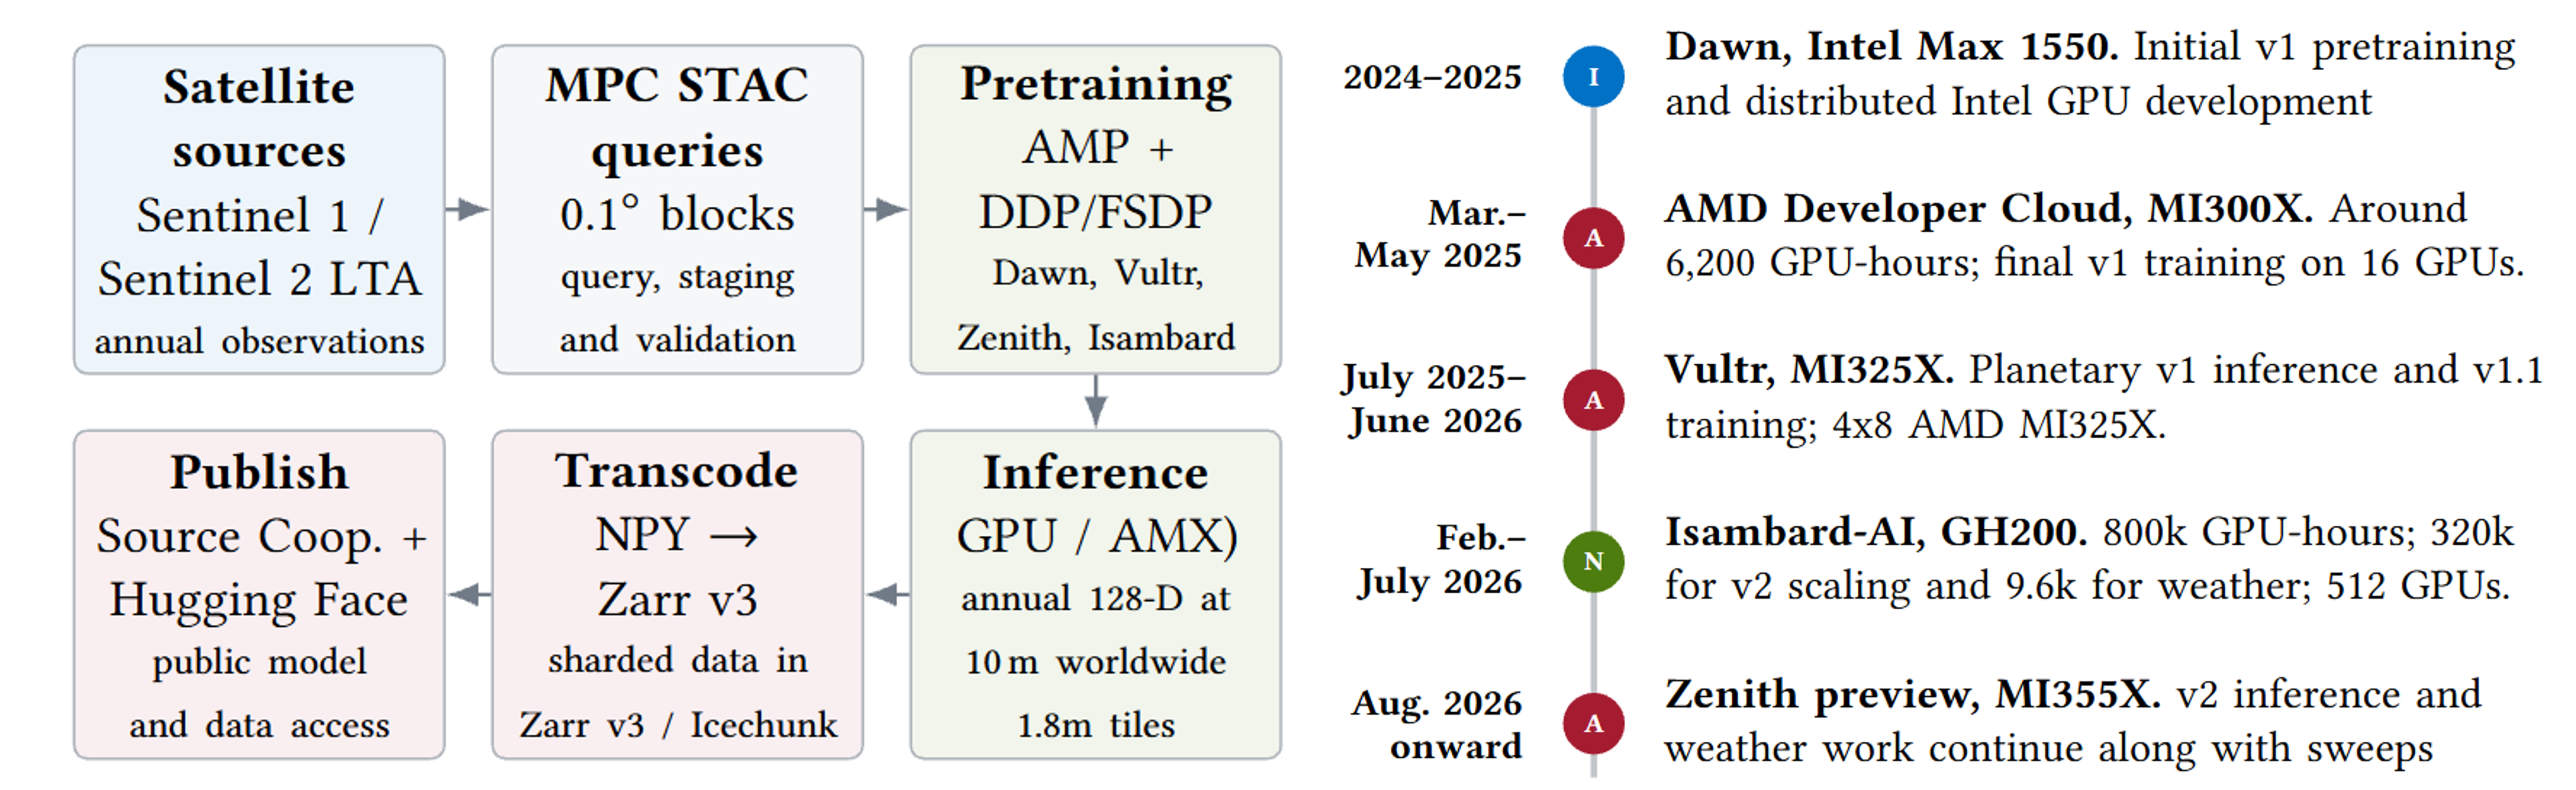 Satellite
sources
Sentinel 1 /
Sentinel 2 LTA
annual observations
MPC STAC
queries
0.1° blocks
query, staging
and validation
Pretraining
AMP +
DDP/FSDP
Dawn, Vultr,
Zenith, Isambard
Publish
Source Coop. +
Hugging Face
public model
and data access
Transcode
NPY →
Zarr v3
sharded data in
Zarr v3 / Icechunk
Inference
GPU / AMX)
annual 128-D at
10 m worldwide
1.8m tiles
2024–2025
I
Dawn, Intel Max 1550. Initial v1 pretraining
and distributed Intel GPU development
Mar.–
May 2025
A
AMD Developer Cloud, MI300X. Around
6,200 GPU-hours; final v1 training on 16 GPUs.
July 2025–
June 2026
A
Vultr, MI325X. Planetary v1 inference and v1.1
training; 4x8 AMD MI325X.
Feb.–
July 2026
N
Isambard-AI, GH200. 800k GPU-hours; 320k
for v2 scaling and 9.6k for weather; 512 GPUs.
Aug. 2026
onward
A
Zenith preview, MI355X. v2 inference and
weather work continue along with sweeps